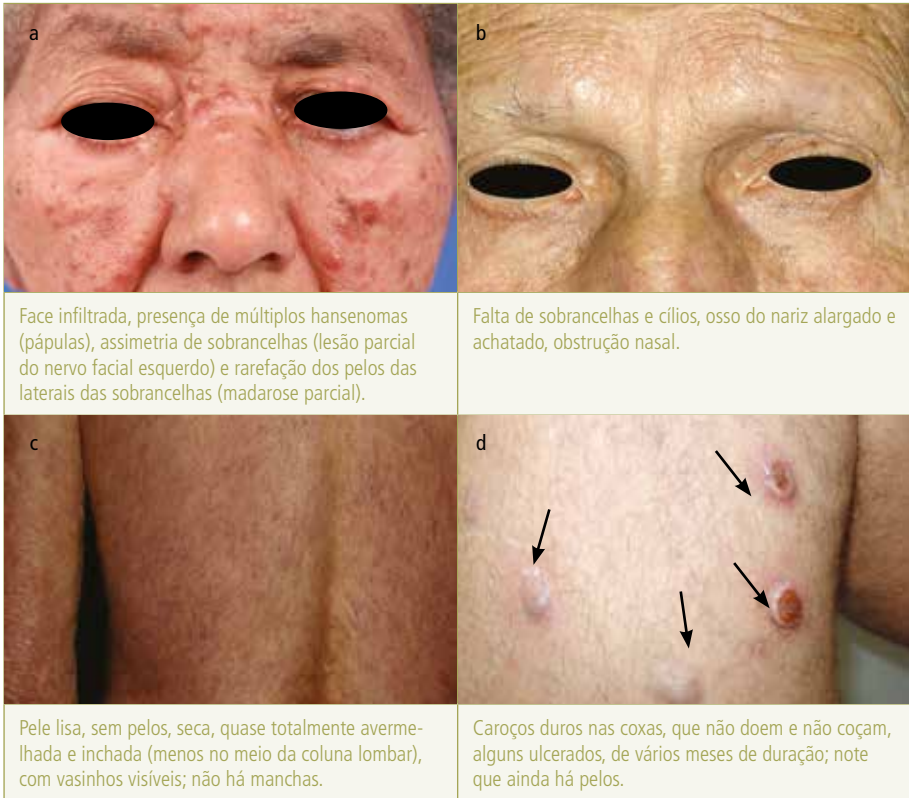 a
b
Face infiltrada, presença de múltiplos hansenomas
(pápulas), assimetria de sobrancelhas (lesão parcial
do nervo facial esquerdo) e rarefação dos pelos das
laterais das sobrancelhas (madarose parcial).
Falta de sobrancelhas e cílios, osso do nariz alargado e
achatado, obstrução nasal.
c
d
Pele lisa, sem pelos, seca, quase totalmente averme-
lhada e inchada (menos no meio da coluna lombar),
com vasinhos visíveis; não há manchas.
Caroços duros nas coxas, que não doem e não coçam,
alguns ulcerados, de vários meses de duração; note
que ainda há pelos.